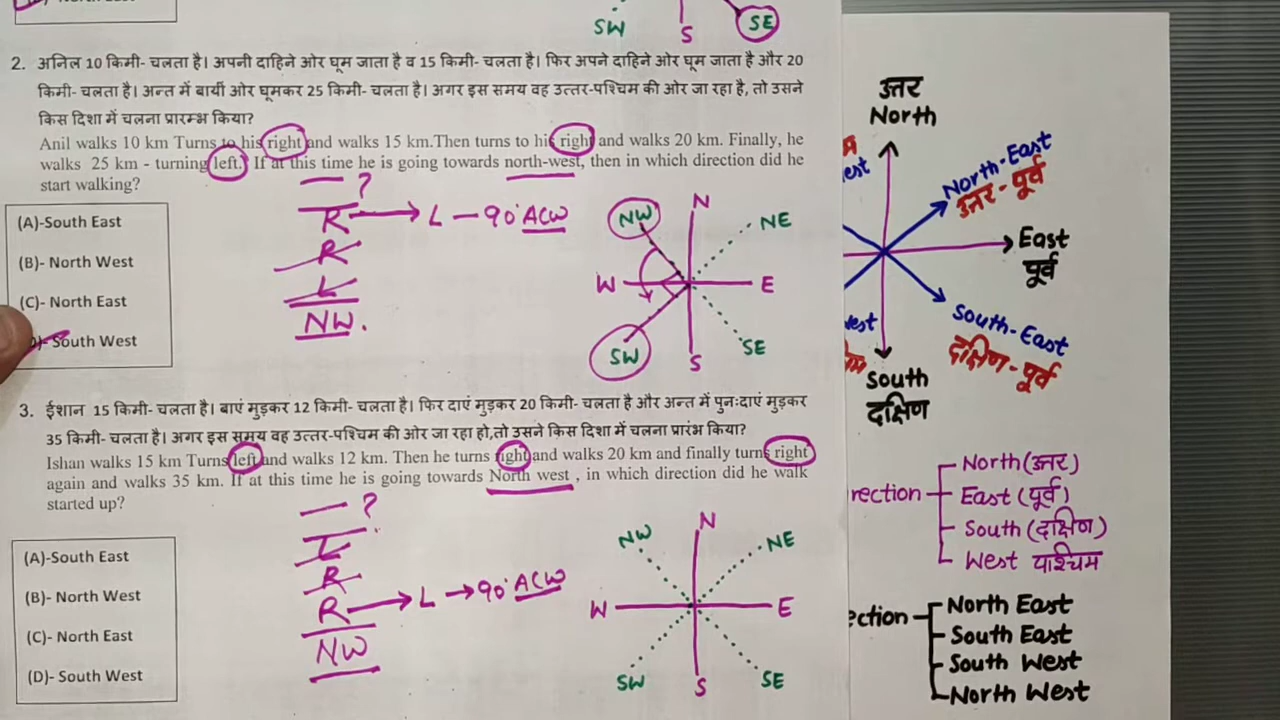 SW S SE
2. अनिल 10 किमी- चलता है। अपनी दाहिने ओर घूम जाता है व 15 किमी- चलता है। फिर अपने दाहिने ओर घूम जाता है और 20
किमी- चलता है। अन्त में बायीं ओर घूमकर 25 किमी- चलता है। अगर इस समय वह उत्तर-पश्चिम की ओर जा रहा है, तो उसने
किस दिशा में चलना प्रारम्भ किया?
Anil walks 10 km Turns to his right and walks 15 km.Then turns to his right and walks 20 km. Finally, he
walks 25 km - turning left. If at this time he is going towards north-west, then in which direction did he
start walking?
(A)-South East
(B)- North West
(C)- North East
South West
?
R → L — 90° ACW
R
L
NW.
N
NW NE
W E
SW SE
S
3. ईशान 15 किमी- चलता है। बाएं मुड़कर 12 किमी- चलता है। फिर दाएं मुड़कर 20 किमी- चलता है और अन्त में पुनःदाएं मुड़कर
35 किमी- चलता है। अगर इस समय वह उत्तर-पश्चिम की ओर जा रहा हो,तो उसने किस दिशा में चलना प्रारंभ किया?
Ishan walks 15 km Turns left and walks 12 km. Then he turns right and walks 20 km and finally turns right
again and walks 35 km. If at this time he is going towards North west , in which direction did he walk
started up?
(A)-South East
(B)- North West
(C)- North East
(D)- South West
?
L
R
R → L → 90° ACW
NW
N
NW NE
W E
SW SE
S
उत्तर
North
North-East
उत्तर-पूर्व
East
पूर्व
South-East
दक्षिण-पूर्व
South
दक्षिण
rection
North (उत्तर)
East (पूर्व)
South (दक्षिण)
West पश्चिम
ection
North East
South East
South West
North West